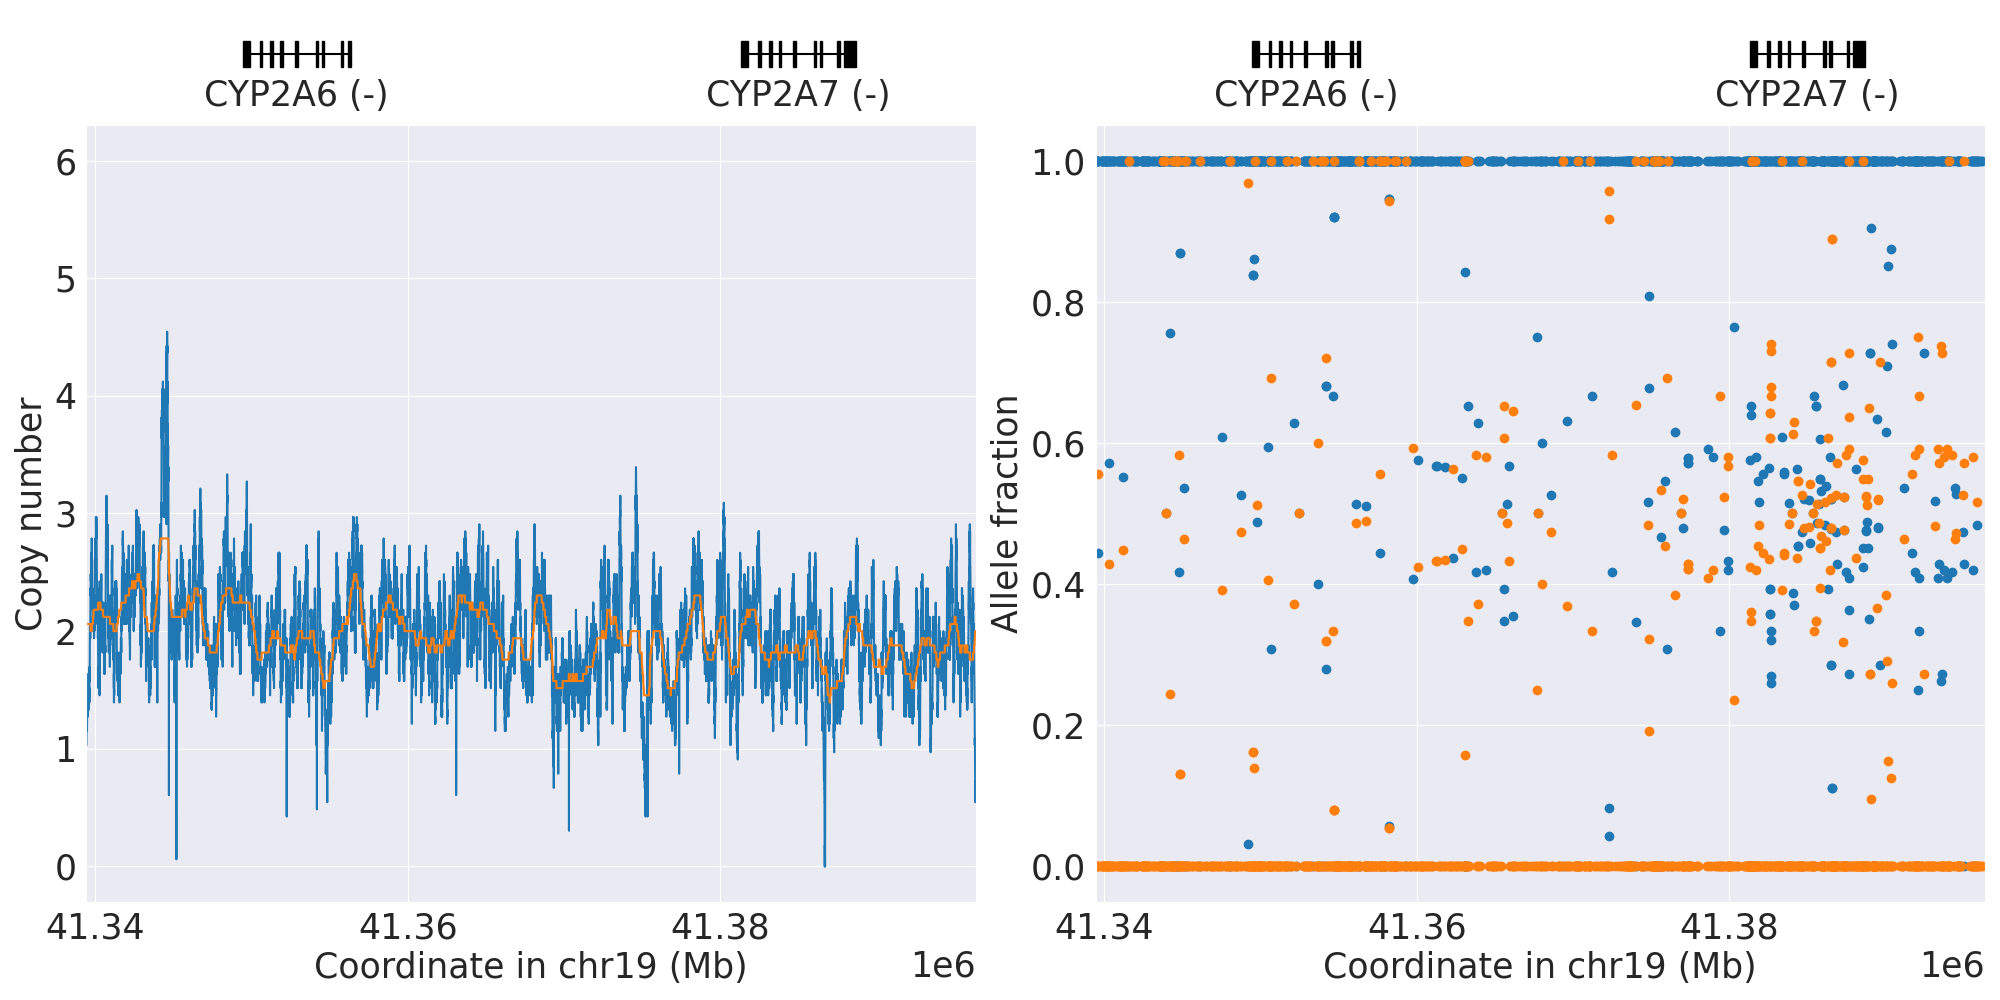 CYP2A6 (-)
CYP2A7 (-)
Copy number
6
5
4
3
2
1
0
41.34
41.36
41.38
Coordinate in chr19 (Mb)
1e6
CYP2A6 (-)
CYP2A7 (-)
Allele fraction
1.0
0.8
0.6
0.4
0.2
0.0
41.34
41.36
41.38
Coordinate in chr19 (Mb)
1e6